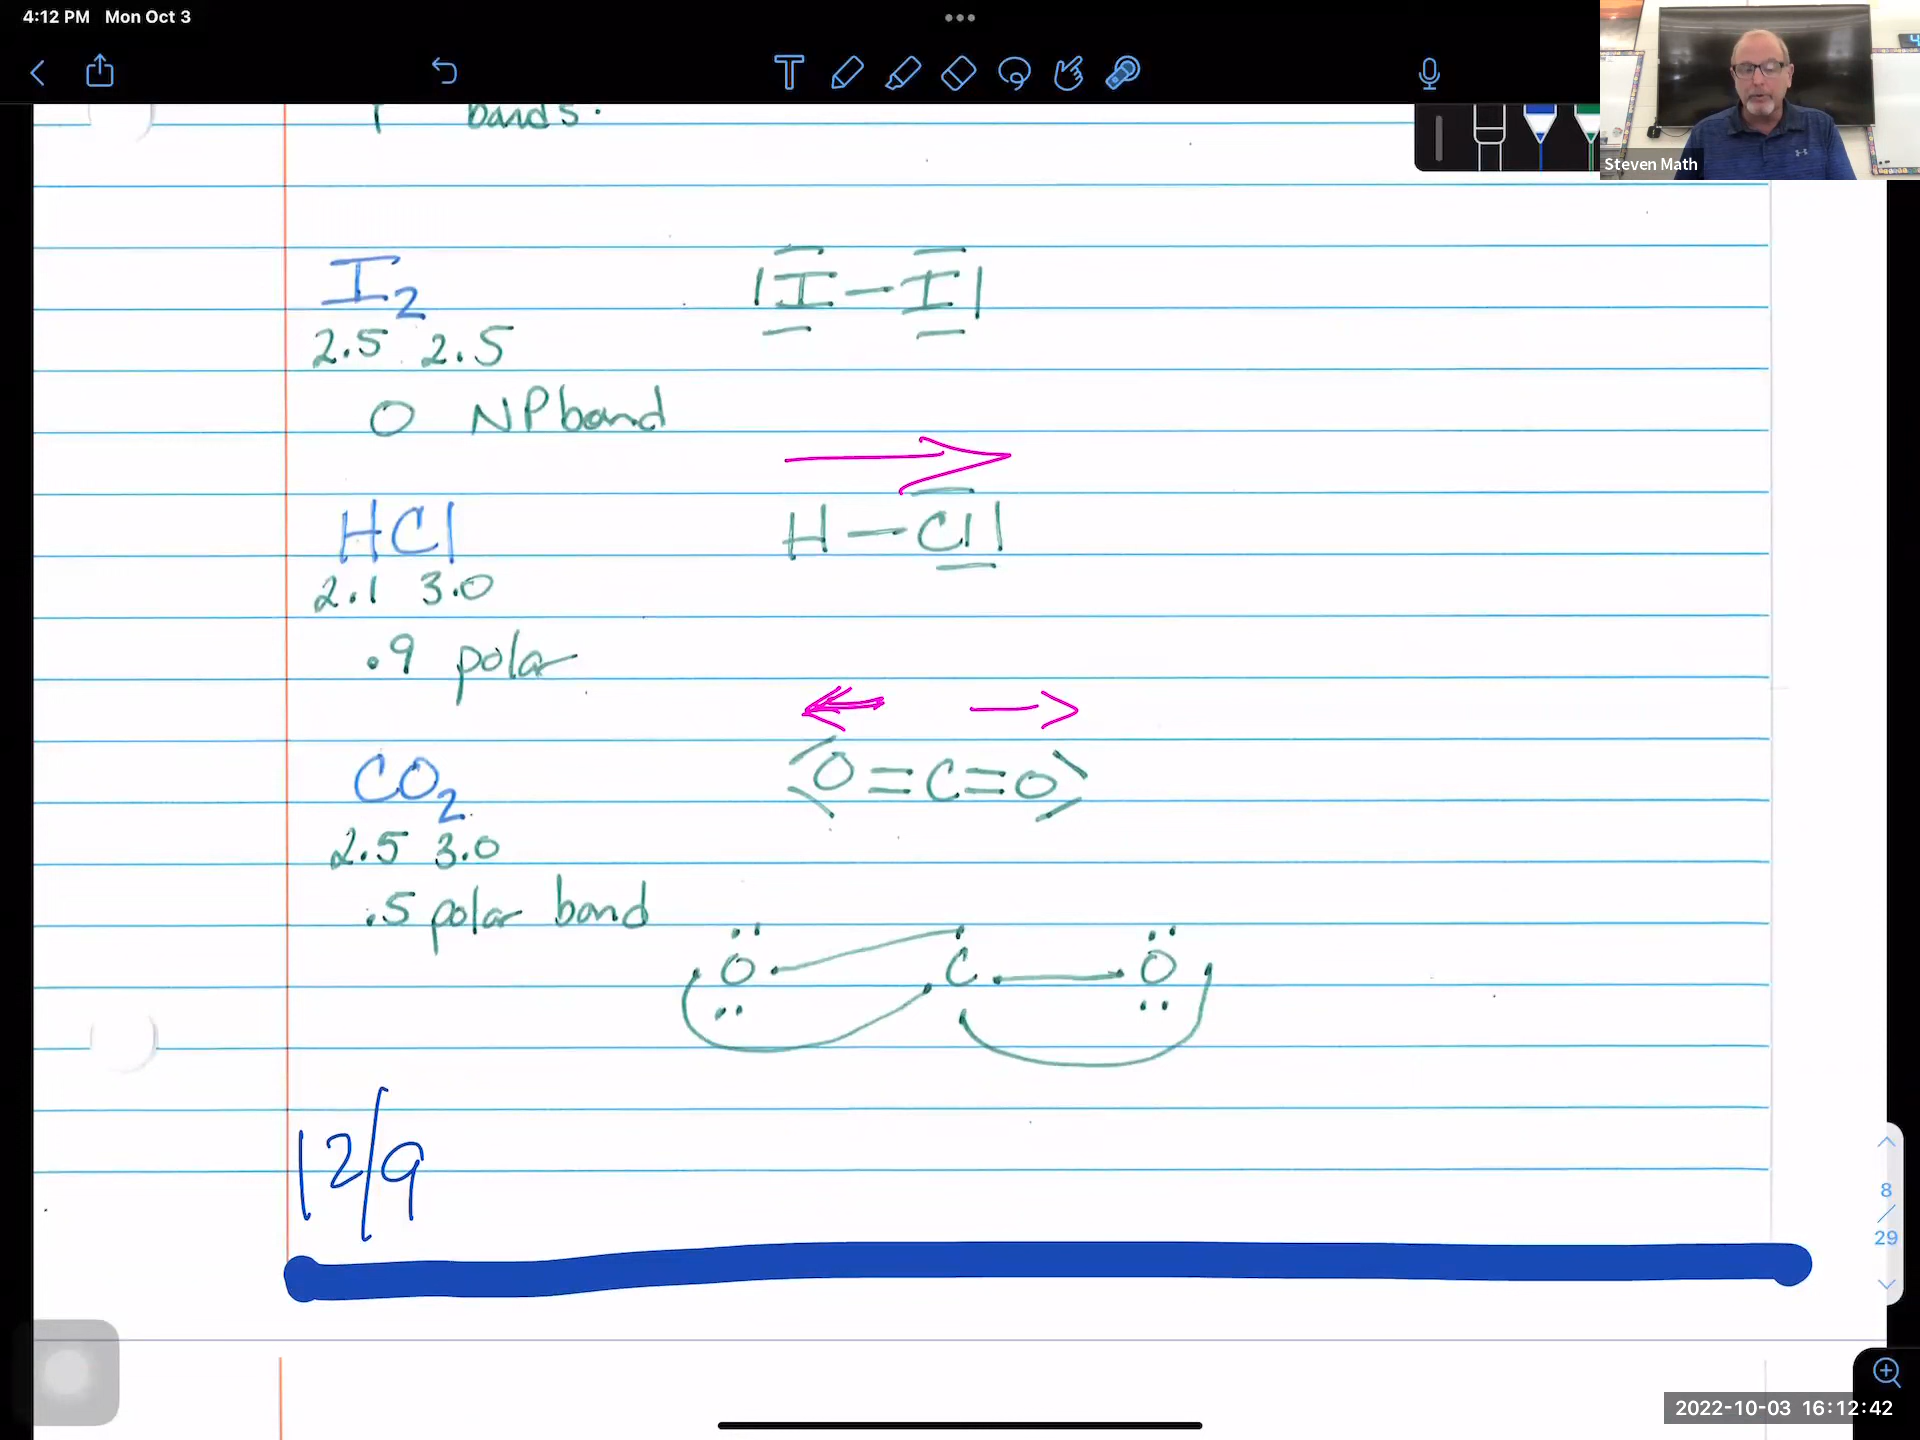 4:12 PM Mon Oct 3
Steven Math
bonds.
I2
I-I
2.5 2.5
0 NP bond
HCl
H-Cl
2.1 3.0
.9 polar
CO2
O=C=O
2.5 3.0
.5 polar bond
O C O
12/9
8
/
29
2022-10-03 16:12:42